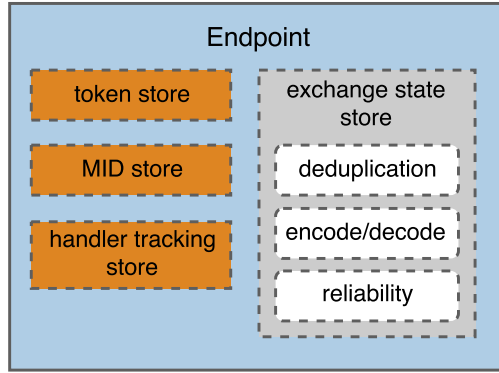 Endpoint
token store
MID store
handler tracking
store
exchange state
store
deduplication
encode/decode
reliability